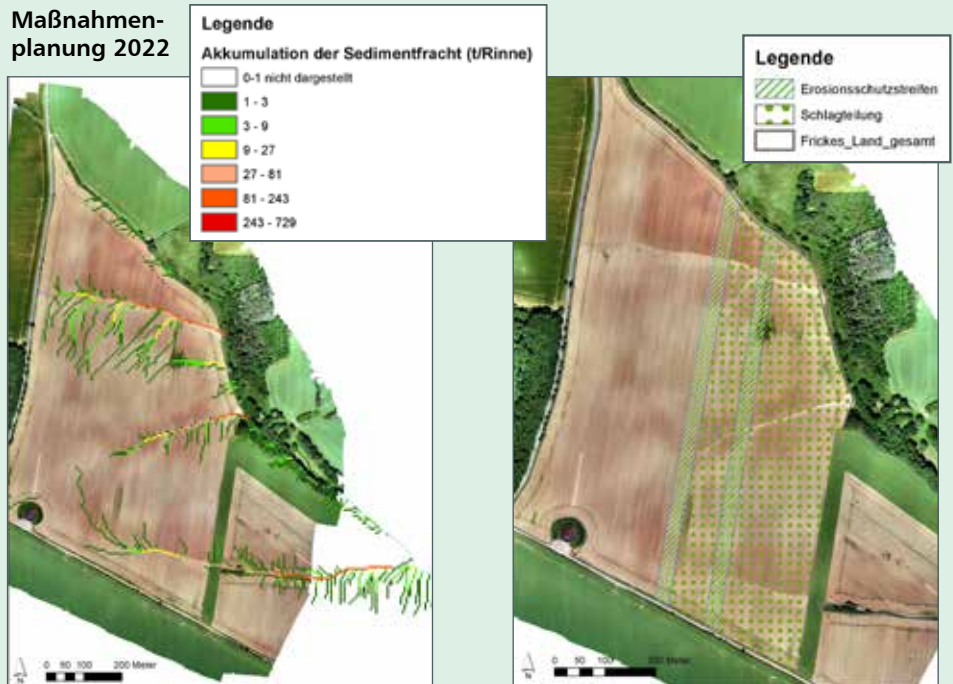 Maßnahmen-
planung 2022
Legende
Akkumulation der Sedimentfracht (t/Rinne)
0-1 nicht dargestellt
1 - 3
3 - 9
9 - 27
27 - 81
81 - 243
243 - 729
Legende
Erosionsschutzstreifen
Schlagteilung
Frickes_Land_gesamt
0 50 100 200 Meter
N
0 50 100 200 Meter
N